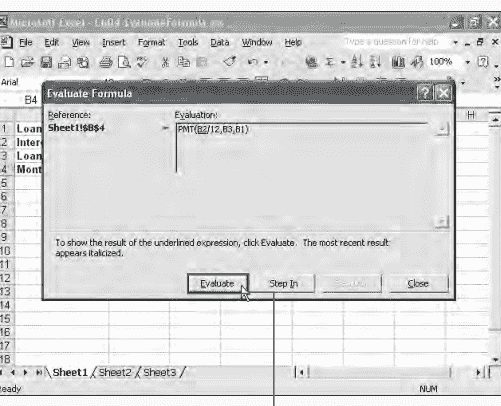 Microsoft Excel - Lb04 EvaluateFormula.xls
File Edit View Insert Format Tools Data Window Help Type a question for help
100%
Arial
B4
Evaluate Formula
H
Reference: Evaluation:
Sheet1!$B$4 = PMT(B2/12,B3,B1)
1 Loan
2 Inter
3 Loan
4 Mont
5
6
7
8
9
10
11
12
13
14
15
16
17
18
To show the result of the underlined expression, click Evaluate. The most recent result
appears italicized.
Evaluate Step In Close
Sheet1 / Sheet2 / Sheet3 /
eady NUM